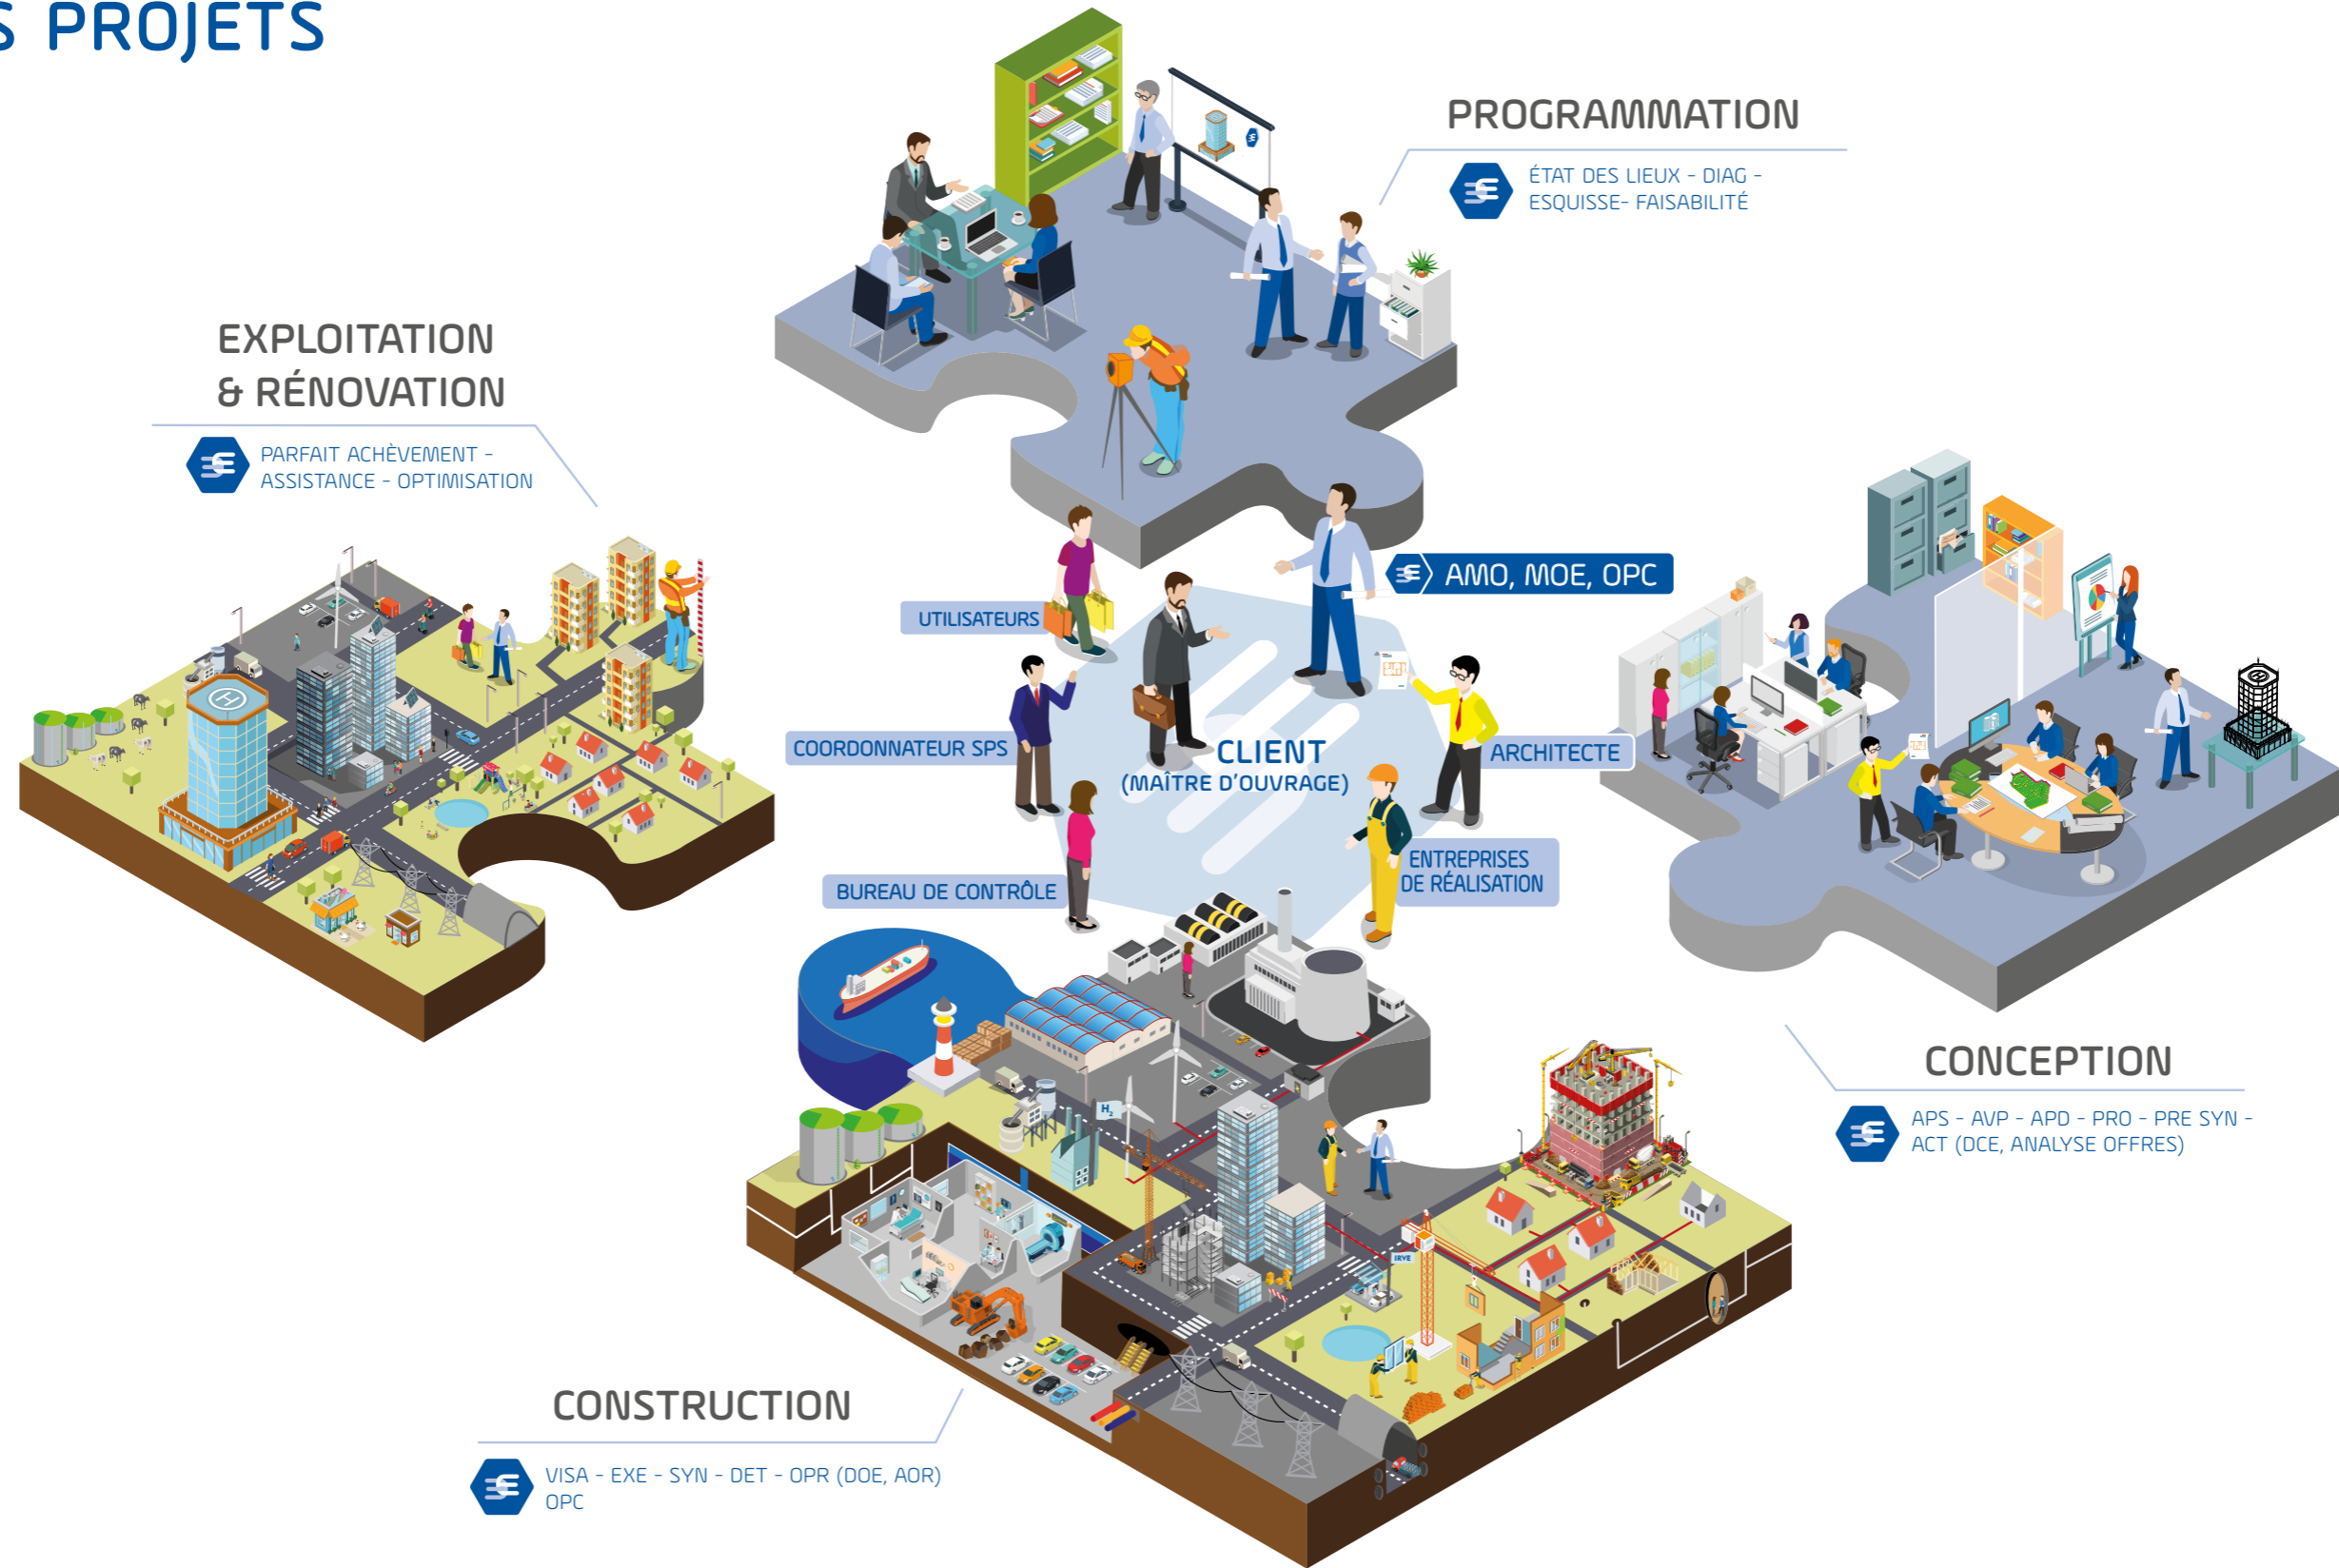 S PROJETS
PROGRAMMATION
ÉTAT DES LIEUX - DIAG -
ESQUISSE- FAISABILITÉ
EXPLOITATION
& RÉNOVATION
PARFAIT ACHÈVEMENT -
ASSISTANCE - OPTIMISATION
AMO, MOE, OPC
UTILISATEURS
COORDONNATEUR SPS
CLIENT
(MAÎTRE D'OUVRAGE)
ARCHITECTE
BUREAU DE CONTRÔLE
ENTREPRISES
DE RÉALISATION
H
H
CONCEPTION
APS - AVP - APD - PRO - PRE SYN -
ACT (DCE, ANALYSE OFFRES)
H2
IRVE
CONSTRUCTION
VISA - EXE - SYN - DET - OPR (DOE, AOR)
OPC